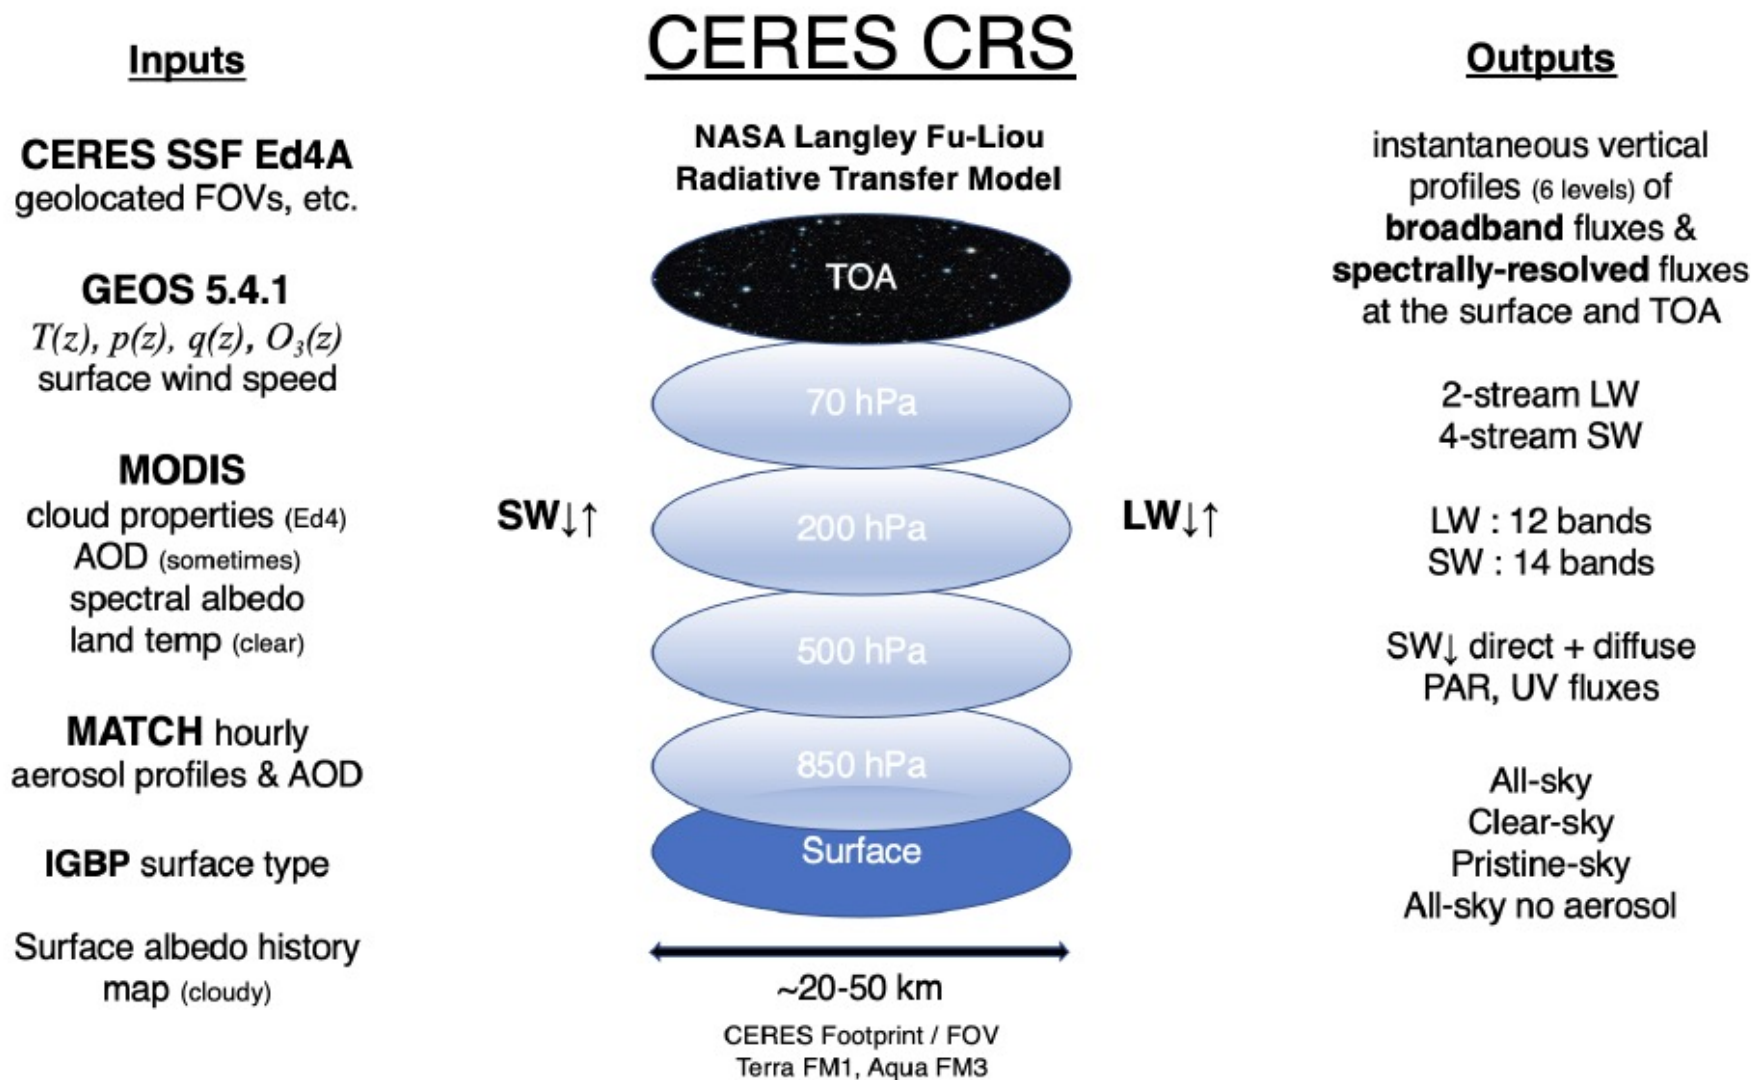 CERES CRS
Inputs
CERES SSF Ed4A
geolocated FOVs, etc.
GEOS 5.4.1
T(z), p(z), q(z), O₃(z)
surface wind speed
MODIS
cloud properties (Ed4)
AOD (sometimes)
spectral albedo
land temp (clear)
MATCH hourly
aerosol profiles & AOD
IGBP surface type
Surface albedo history
map (cloudy)
NASA Langley Fu-Liou
Radiative Transfer Model
TOA
70 hPa
SW↓↑
200 hPa
LW↓↑
500 hPa
850 hPa
Surface
~20-50 km
CERES Footprint / FOV
Terra FM1, Aqua FM3
Outputs
instantaneous vertical
profiles (6 levels) of
broadband fluxes &
spectrally-resolved fluxes
at the surface and TOA
2-stream LW
4-stream SW
LW : 12 bands
SW : 14 bands
SW↓ direct + diffuse
PAR, UV fluxes
All-sky
Clear-sky
Pristine-sky
All-sky no aerosol